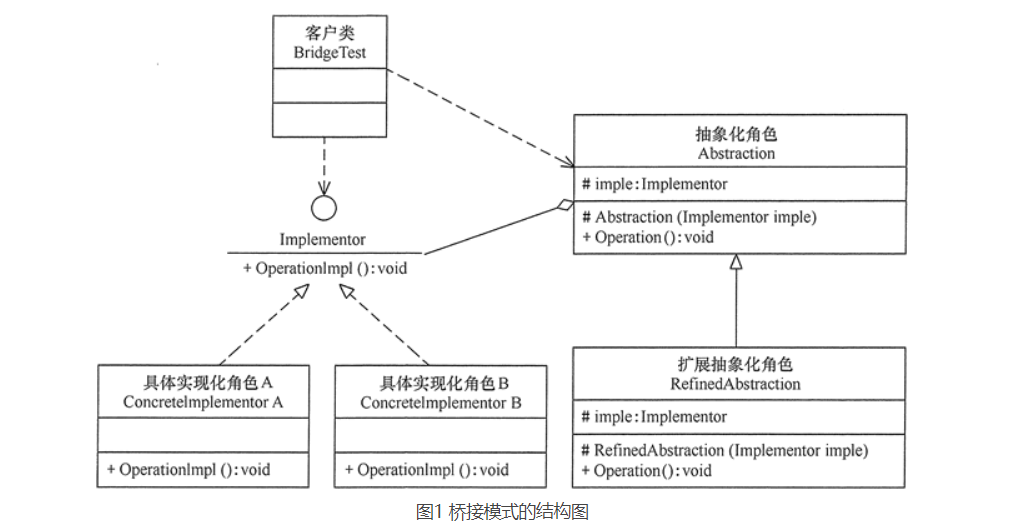 客户类
BridgeTest
抽象化角色
Abstraction
# imple:Implementor
# Abstraction (Implementor imple)
+ Operation():void
Implementor
+ OperationImpl():void
具体实现化角色A
ConcreteImplementor A
+ OperationImpl():void
具体实现化角色B
ConcreteImplementor B
+ OperationImpl():void
扩展抽象化角色
RefinedAbstraction
# imple:Implementor
# RefinedAbstraction (Implementor imple)
+ Operation():void
图1 桥接模式的结构图